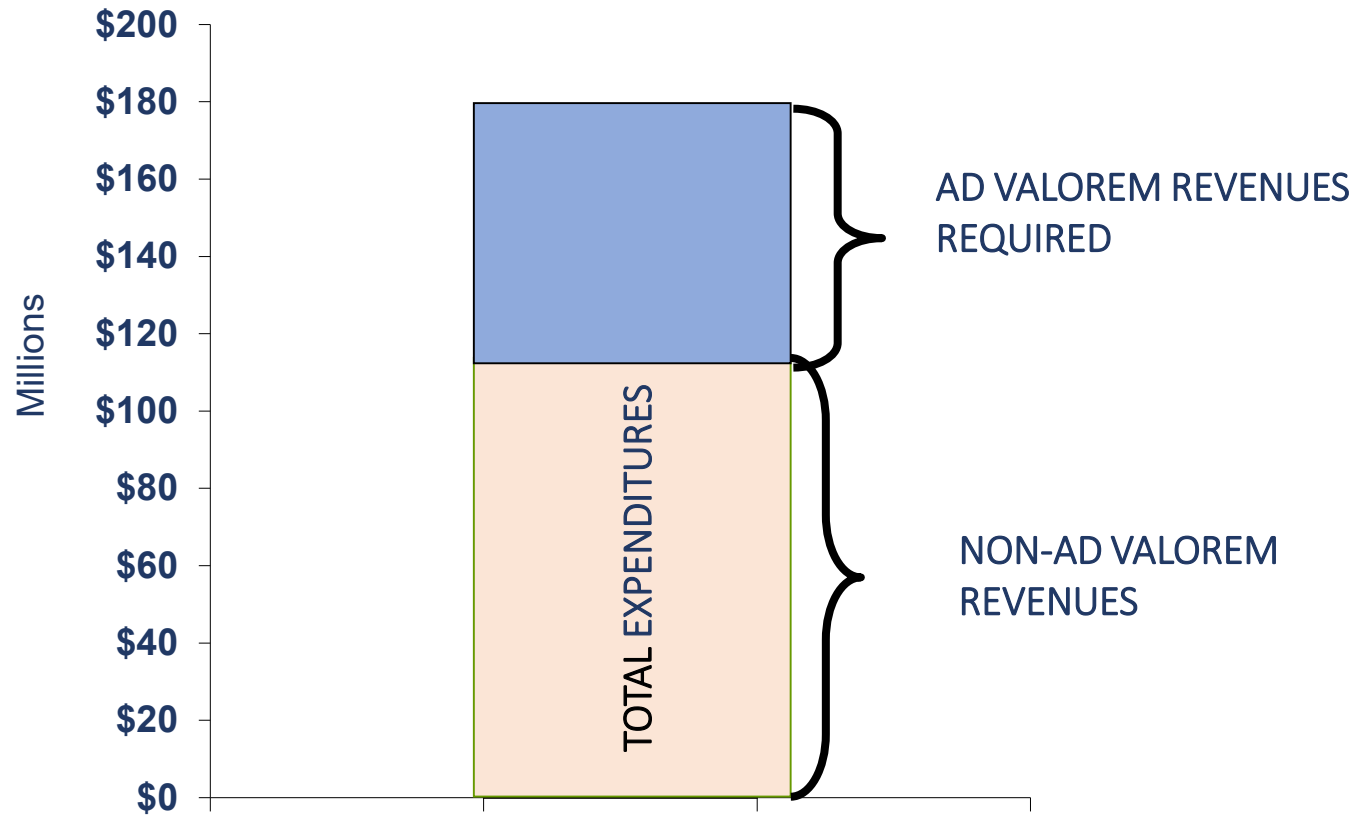 $200
$180
$160
$140
$120
$100
$80
$60
$40
$20
$0
Millions
TOTAL EXPENDITURES
AD VALOREM REVENUES
REQUIRED
NON-AD VALOREM
REVENUES